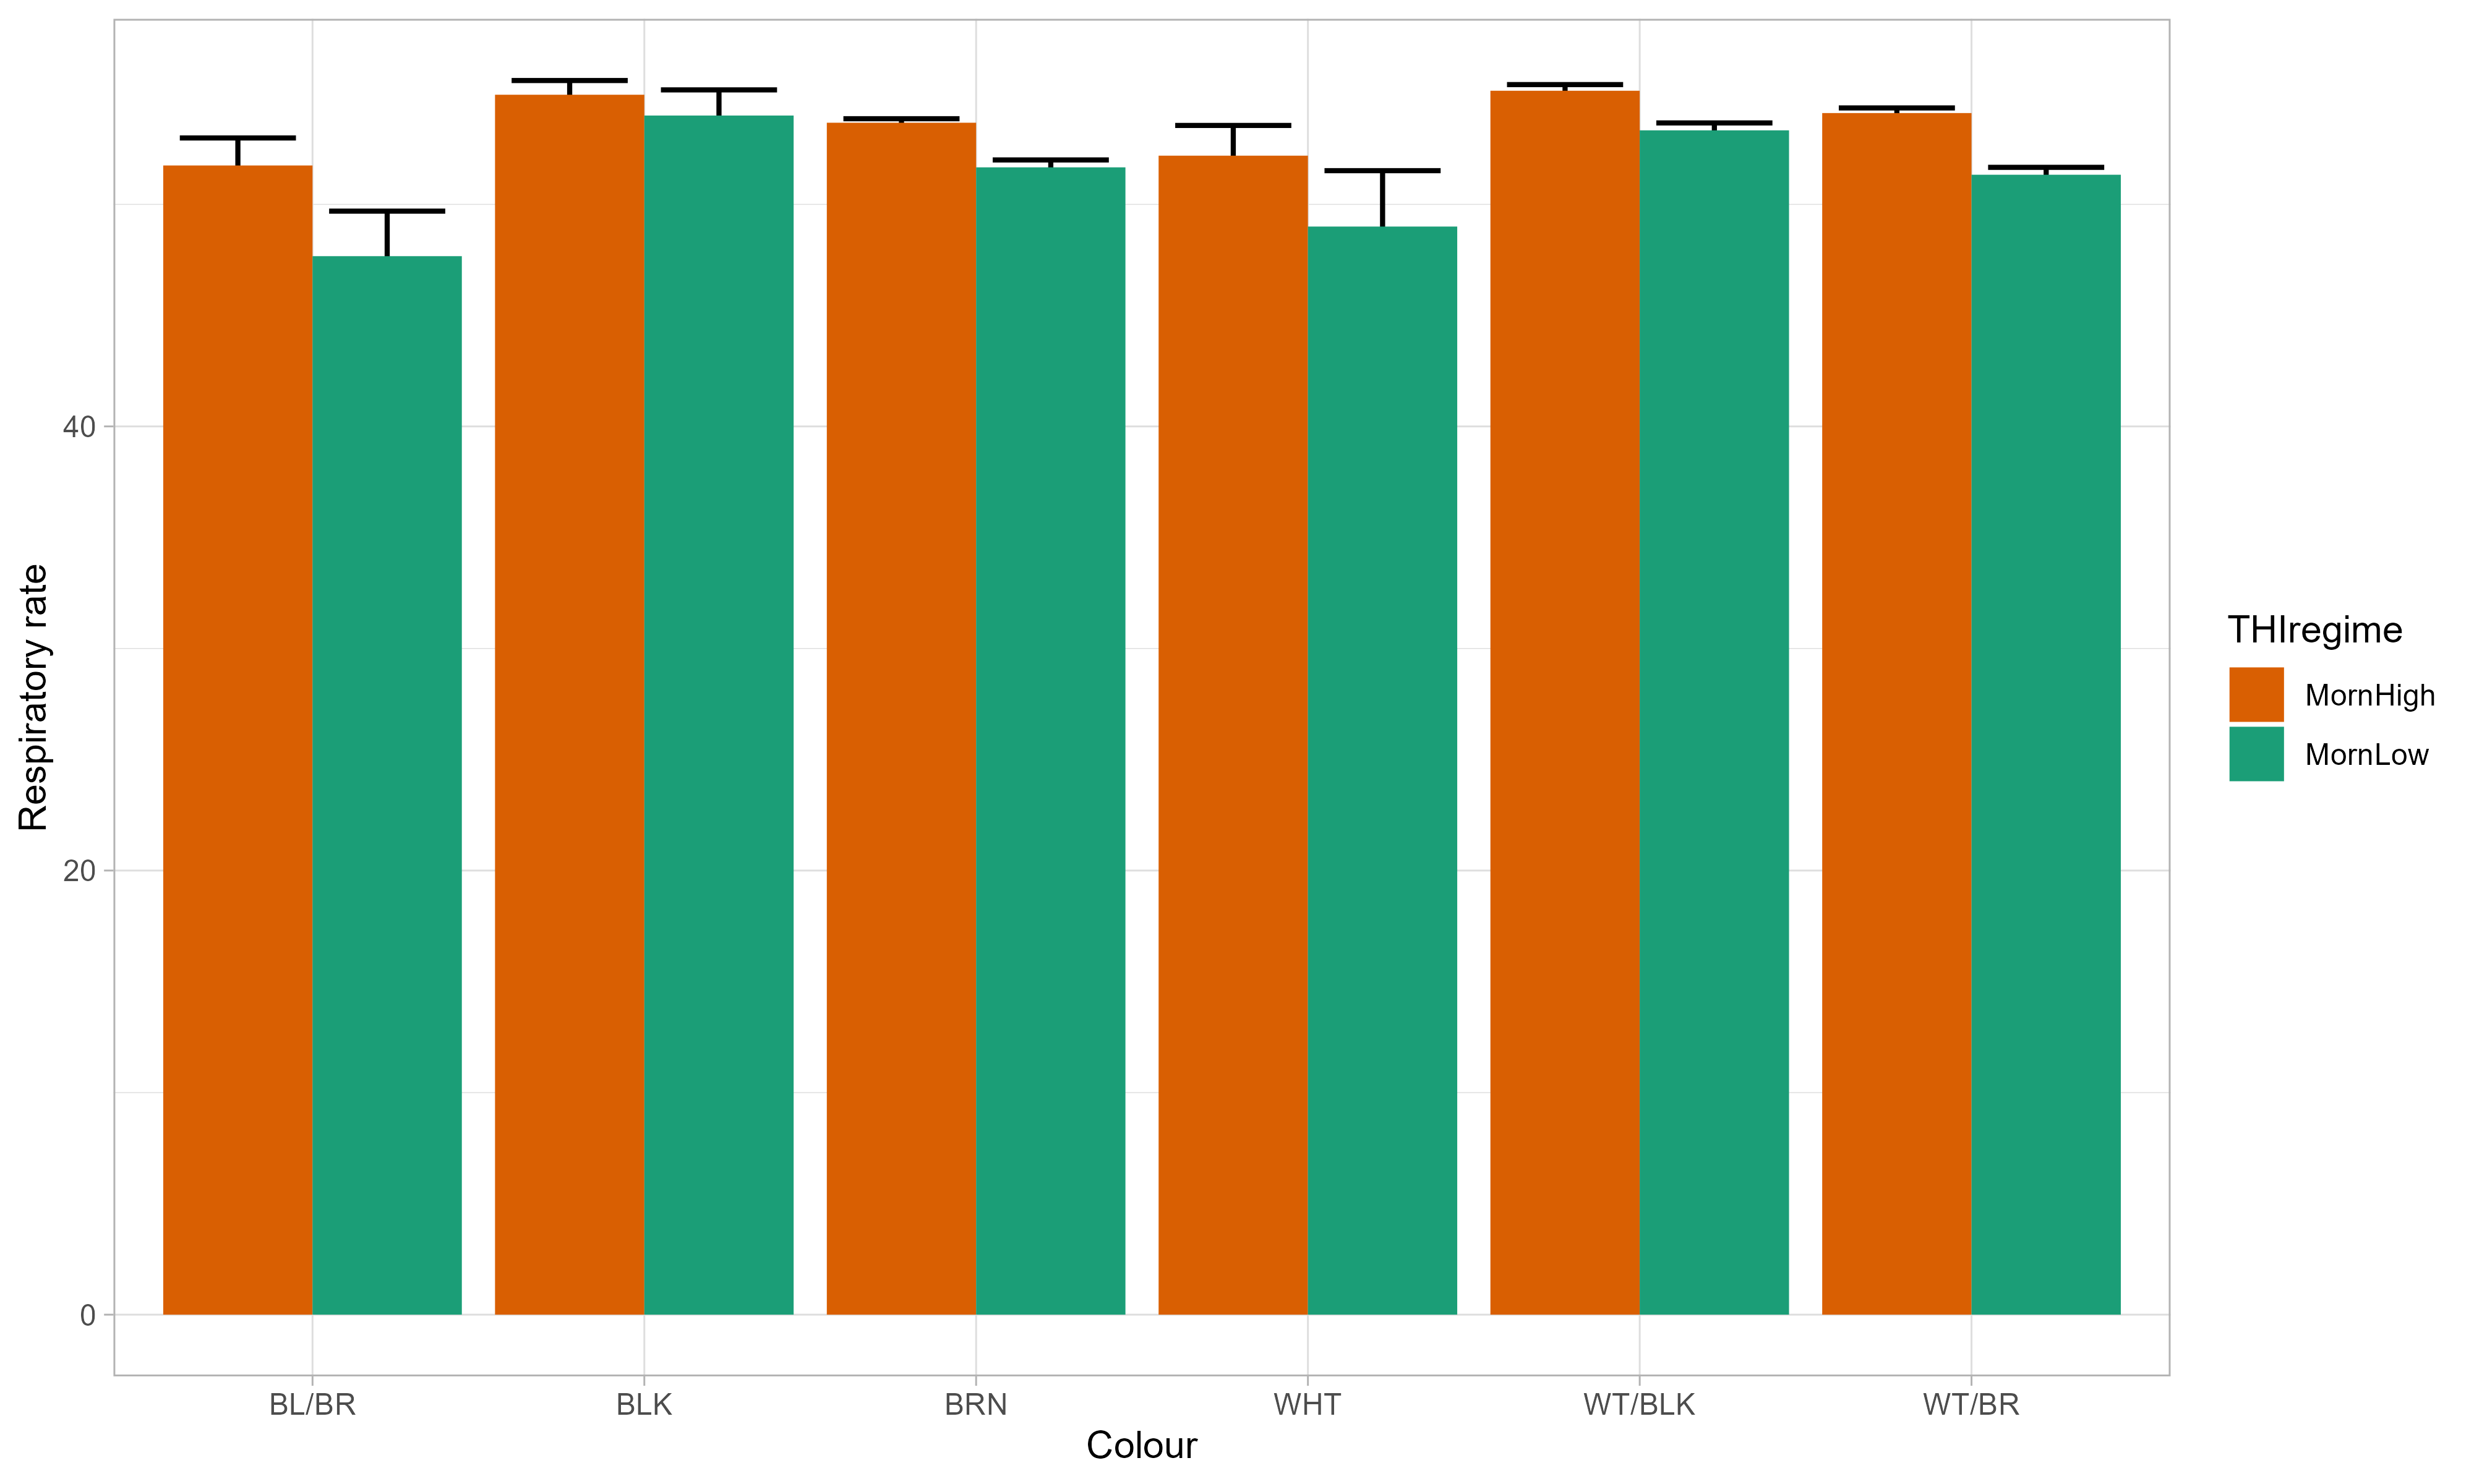 Respiratory rate
40
20
0
BL/BR
BLK
BRN
WHT
WT/BLK
WT/BR
Colour
THIregime
MornHigh
MornLow